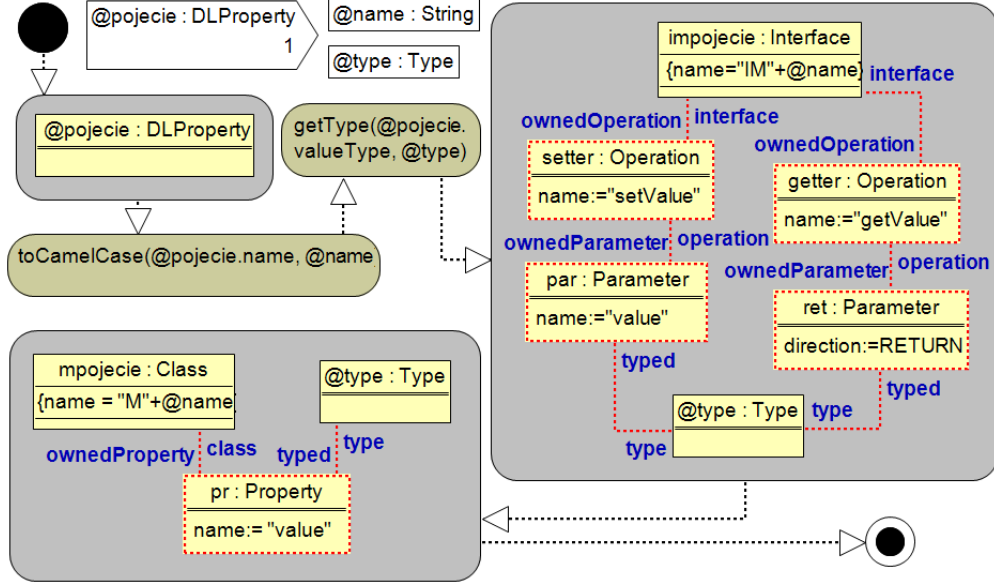 @pojecie : DLProperty
1
@name : String
@type : Type
@pojecie : DLProperty
getType(@pojecie.
valueType, @type)
toCamelCase(@pojecie.name, @name
impojecie : Interface
{name="IM"+@name}
interface
ownedOperation
interface
ownedOperation
setter : Operation
name:="setValue"
getter : Operation
name:="getValue"
ownedParameter
operation
ownedParameter
operation
par : Parameter
name:="value"
ret : Parameter
direction:=RETURN
typed
typed
@type : Type
type
type
mpojecie : Class
{name = "M"+@name}
@type : Type
ownedProperty
class
typed
type
pr : Property
name:= "value"